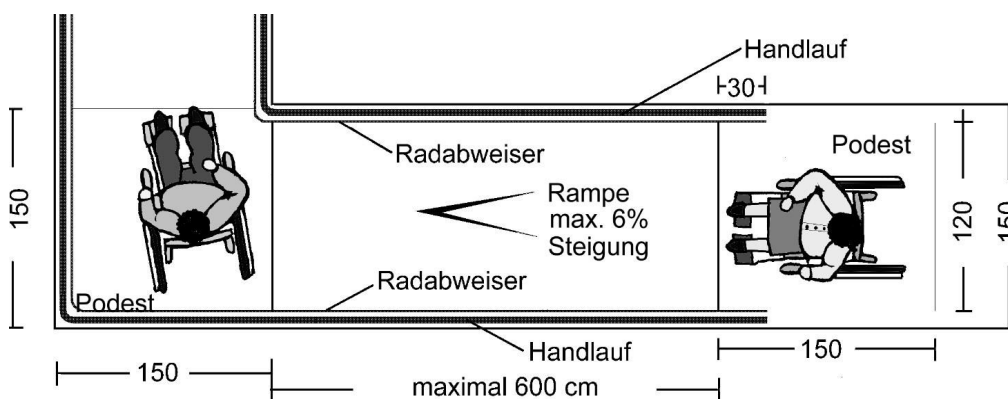 Handlauf
30
Radabweiser
Podest
Rampe
max. 6%
Steigung
150
120
150
Radabweiser
Podest
Handlauf
150
maximal 600 cm
150